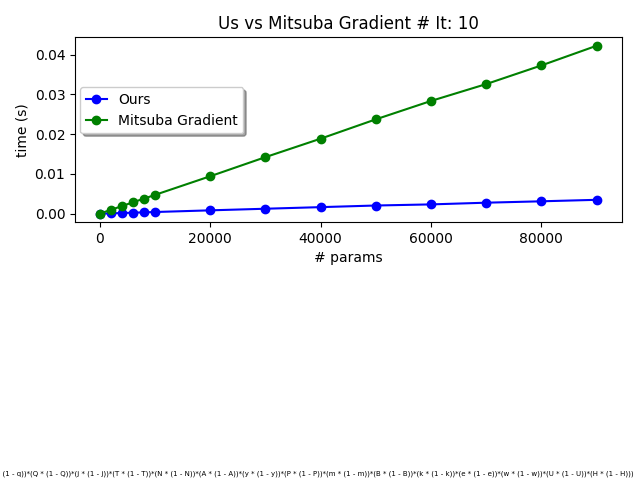 Us vs Mitsuba Gradient # It: 10
0.04
0.03
0.02
0.01
0.00
time (s)
Ours
Mitsuba Gradient
0
20000
40000
60000
80000
# params
(1 - q))*(Q * (1 - Q))*(J * (1 - J))*(T * (1 - T))*(N * (1 - N))*(A * (1 - A))*(y * (1 - y))*(P * (1 - P))*(m * (1 - m))*(B * (1 - B))*(k * (1 - k))*(e * (1 - e))*(w * (1 - w))*(U * (1 - U))*(H * (1 - H)))